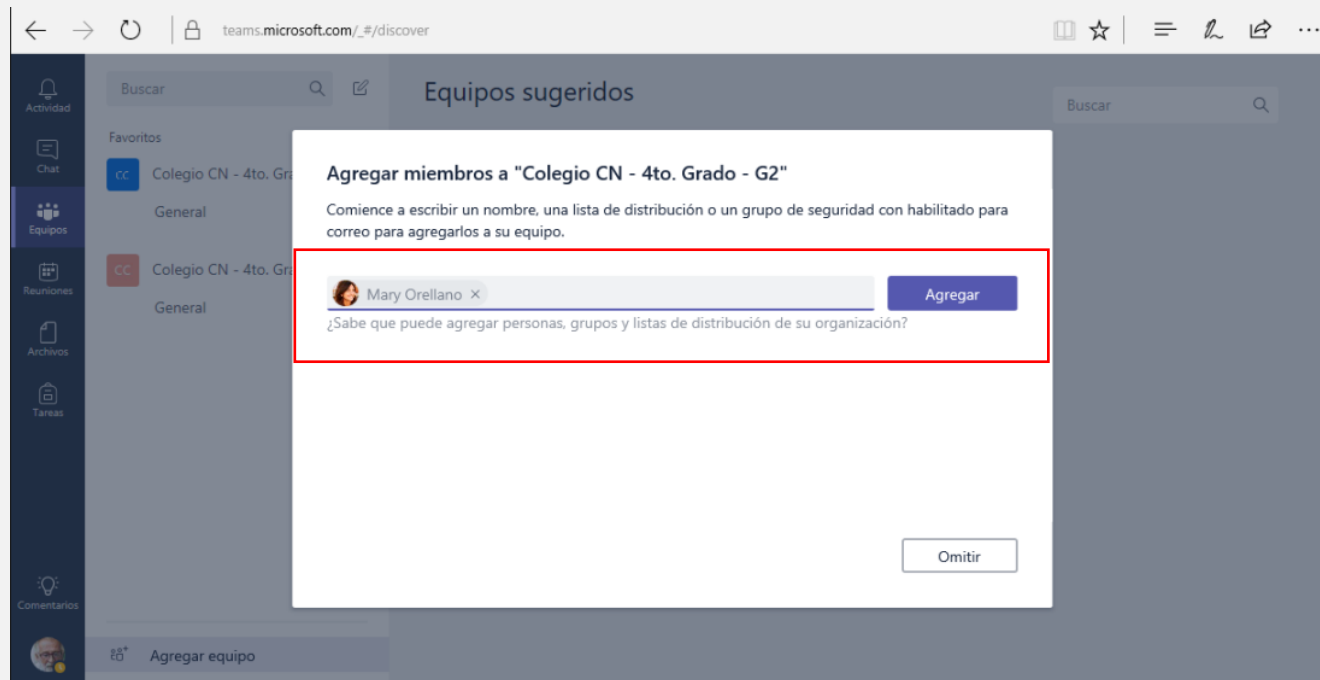 teams.microsoft.com/_#/discover
Actividad
Chat
Equipos
Reuniones
Archivos
Tareas
Comentarios
Buscar
Favoritos
CC Colegio CN - 4to. Gra
General
CC Colegio CN - 4to. Gra
General
Agregar equipo
Equipos sugeridos
Buscar
Agregar miembros a "Colegio CN - 4to. Grado - G2"
Comience a escribir un nombre, una lista de distribución o un grupo de seguridad con habilitado para
correo para agregarlos a su equipo.
Mary Orellano ×
Agregar
¿Sabe que puede agregar personas, grupos y listas de distribución de su organización?
Omitir